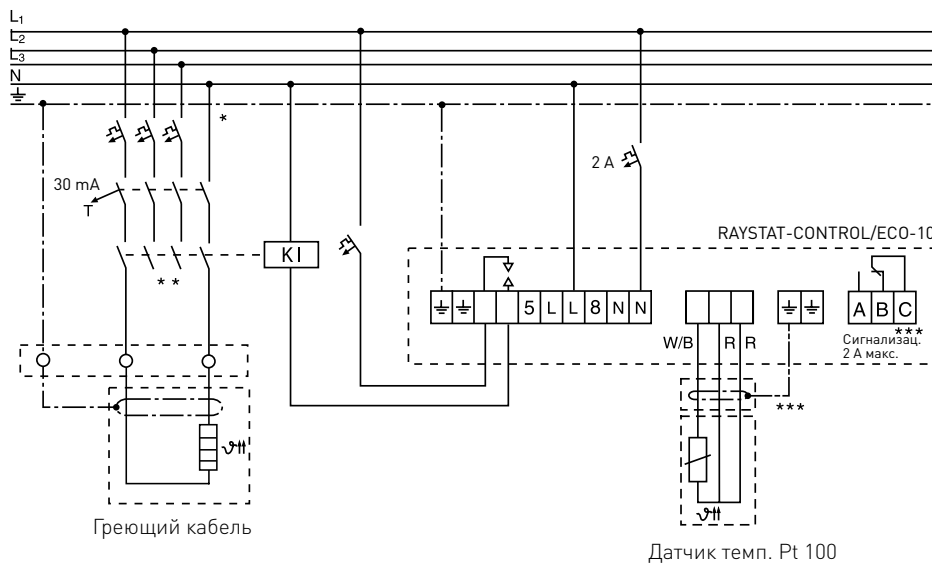 L1
L2
L3
N
*
2 A
30 mA
T
RAYSTAT-CONTROL/ECO-10
K I
* *
5 L L 8 N N
A B C
W/B R R
***
Сигнализац.
2 А макс.
***
Греющий кабель
Датчик темп. Pt 100